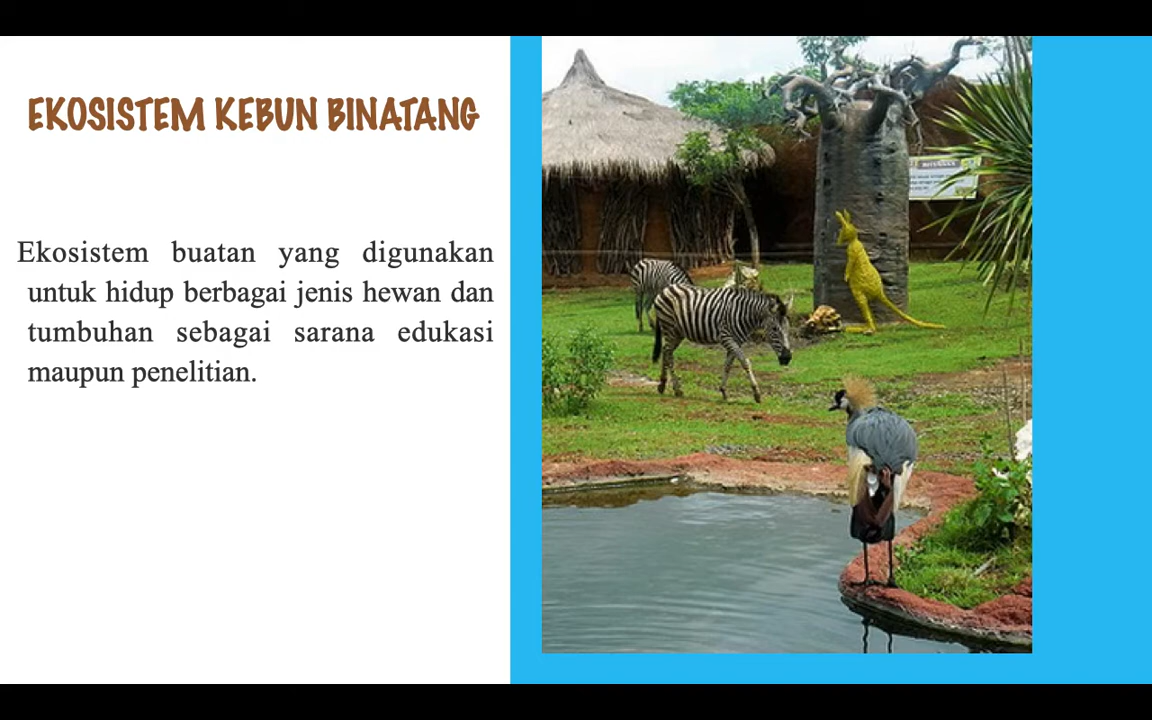 EKOSISTEM KEBUN BINATANG
Ekosistem buatan yang digunakan
untuk hidup berbagai jenis hewan dan
tumbuhan sebagai sarana edukasi
maupun penelitian.